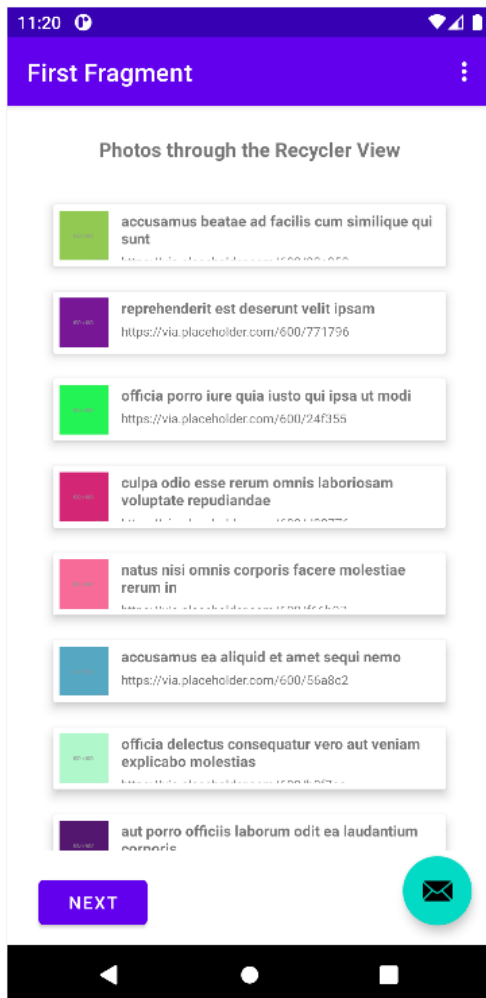 11:20
First Fragment
Photos through the Recycler View
accusamus beatae ad facilis cum similique qui
sunt
reprehenderit est deserunt velit ipsam
https://via.placeholder.com/600/771796
officia porro iure quia iusto qui ipsa ut modi
https://via.placeholder.com/600/24f355
culpa odio esse rerum omnis laboriosam
voluptate repudiandae
natus nisi omnis corporis facere molestiae
rerum in
accusamus ea aliquid et amet sequi nemo
https://via.placeholder.com/600/56a8c2
officia delectus consequatur vero aut veniam
explicabo molestias
aut porro officiis laborum odit ea laudantium
corporis
NEXT